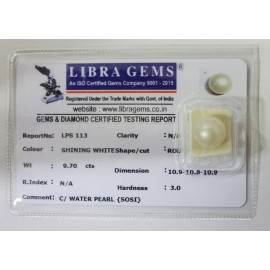 LIBRA GEMS®
An ISO Certified Gems Company 9001 - 2015
Registered Under the Trade Marks with Govt. of India
website : www.libragems.co.in
GEMS & DIAMOND CERTIFIED TESTING REPORT
ReportNo: LPS 113 Clarity N/
Colour : SHINING WHITE Shape/cut : ROU
Wt : 9.70 cts Dimension : 10.9-10.8-10.9
R.Index : N/A Hardness : 3.0
Comment: C/ WATER PEARL (SOSI)